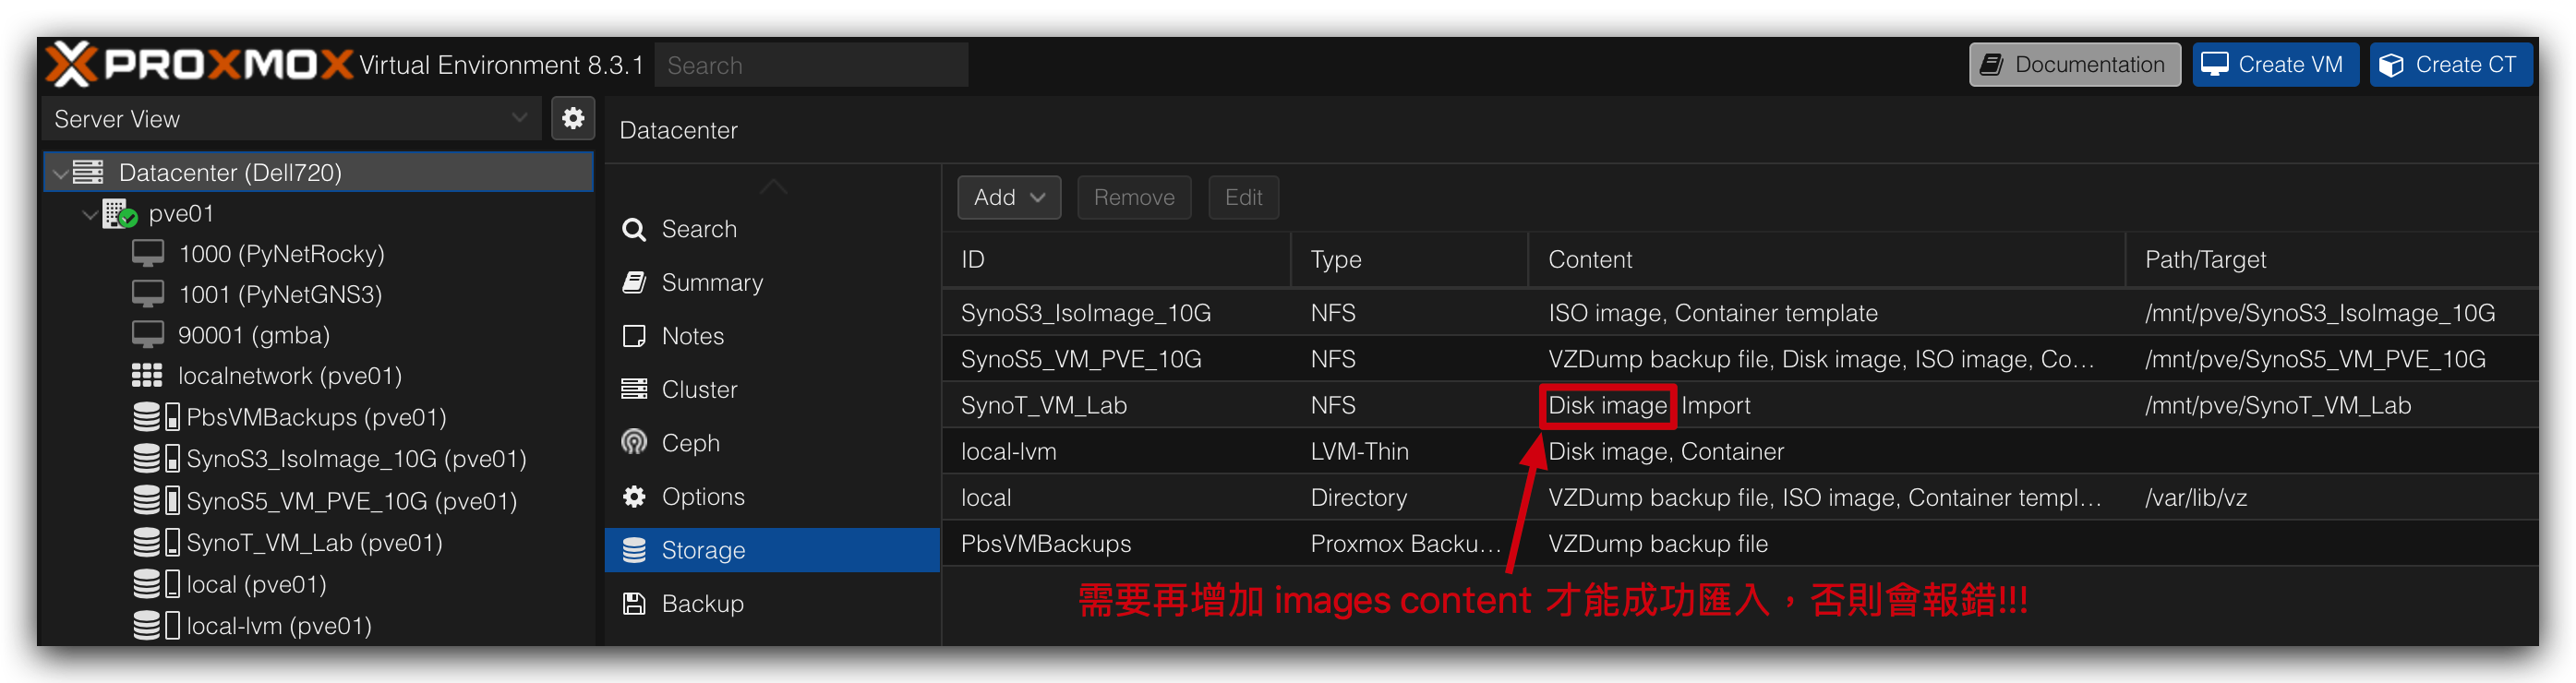 PROXMOX Virtual Environment 8.3.1 Search Documentation Create VM Create CT
Server View
Datacenter (Dell720)
pve01
1000 (PyNetRocky)
1001 (PyNetGNS3)
90001 (gmba)
localnetwork (pve01)
PbsVMBackups (pve01)
SynoS3_IsoImage_10G (pve01)
SynoS5_VM_PVE_10G (pve01)
SynoT_VM_Lab (pve01)
local (pve01)
local-lvm (pve01)
Datacenter
Search
Summary
Notes
Cluster
Ceph
Options
Storage
Backup
Add Remove Edit
ID Type Content Path/Target
SynoS3_IsoImage_10G NFS ISO image, Container template /mnt/pve/SynoS3_IsoImage_10G
SynoS5_VM_PVE_10G NFS VZDump backup file, Disk image, ISO image, Co... /mnt/pve/SynoS5_VM_PVE_10G
SynoT_VM_Lab NFS Disk image Import /mnt/pve/SynoT_VM_Lab
local-lvm LVM-Thin Disk image, Container
local Directory VZDump backup file, ISO image, Container templ... /var/lib/vz
PbsVMBackups Proxmox Backu... VZDump backup file
需要再增加 images content 才能成功匯入，否則會報錯!!!